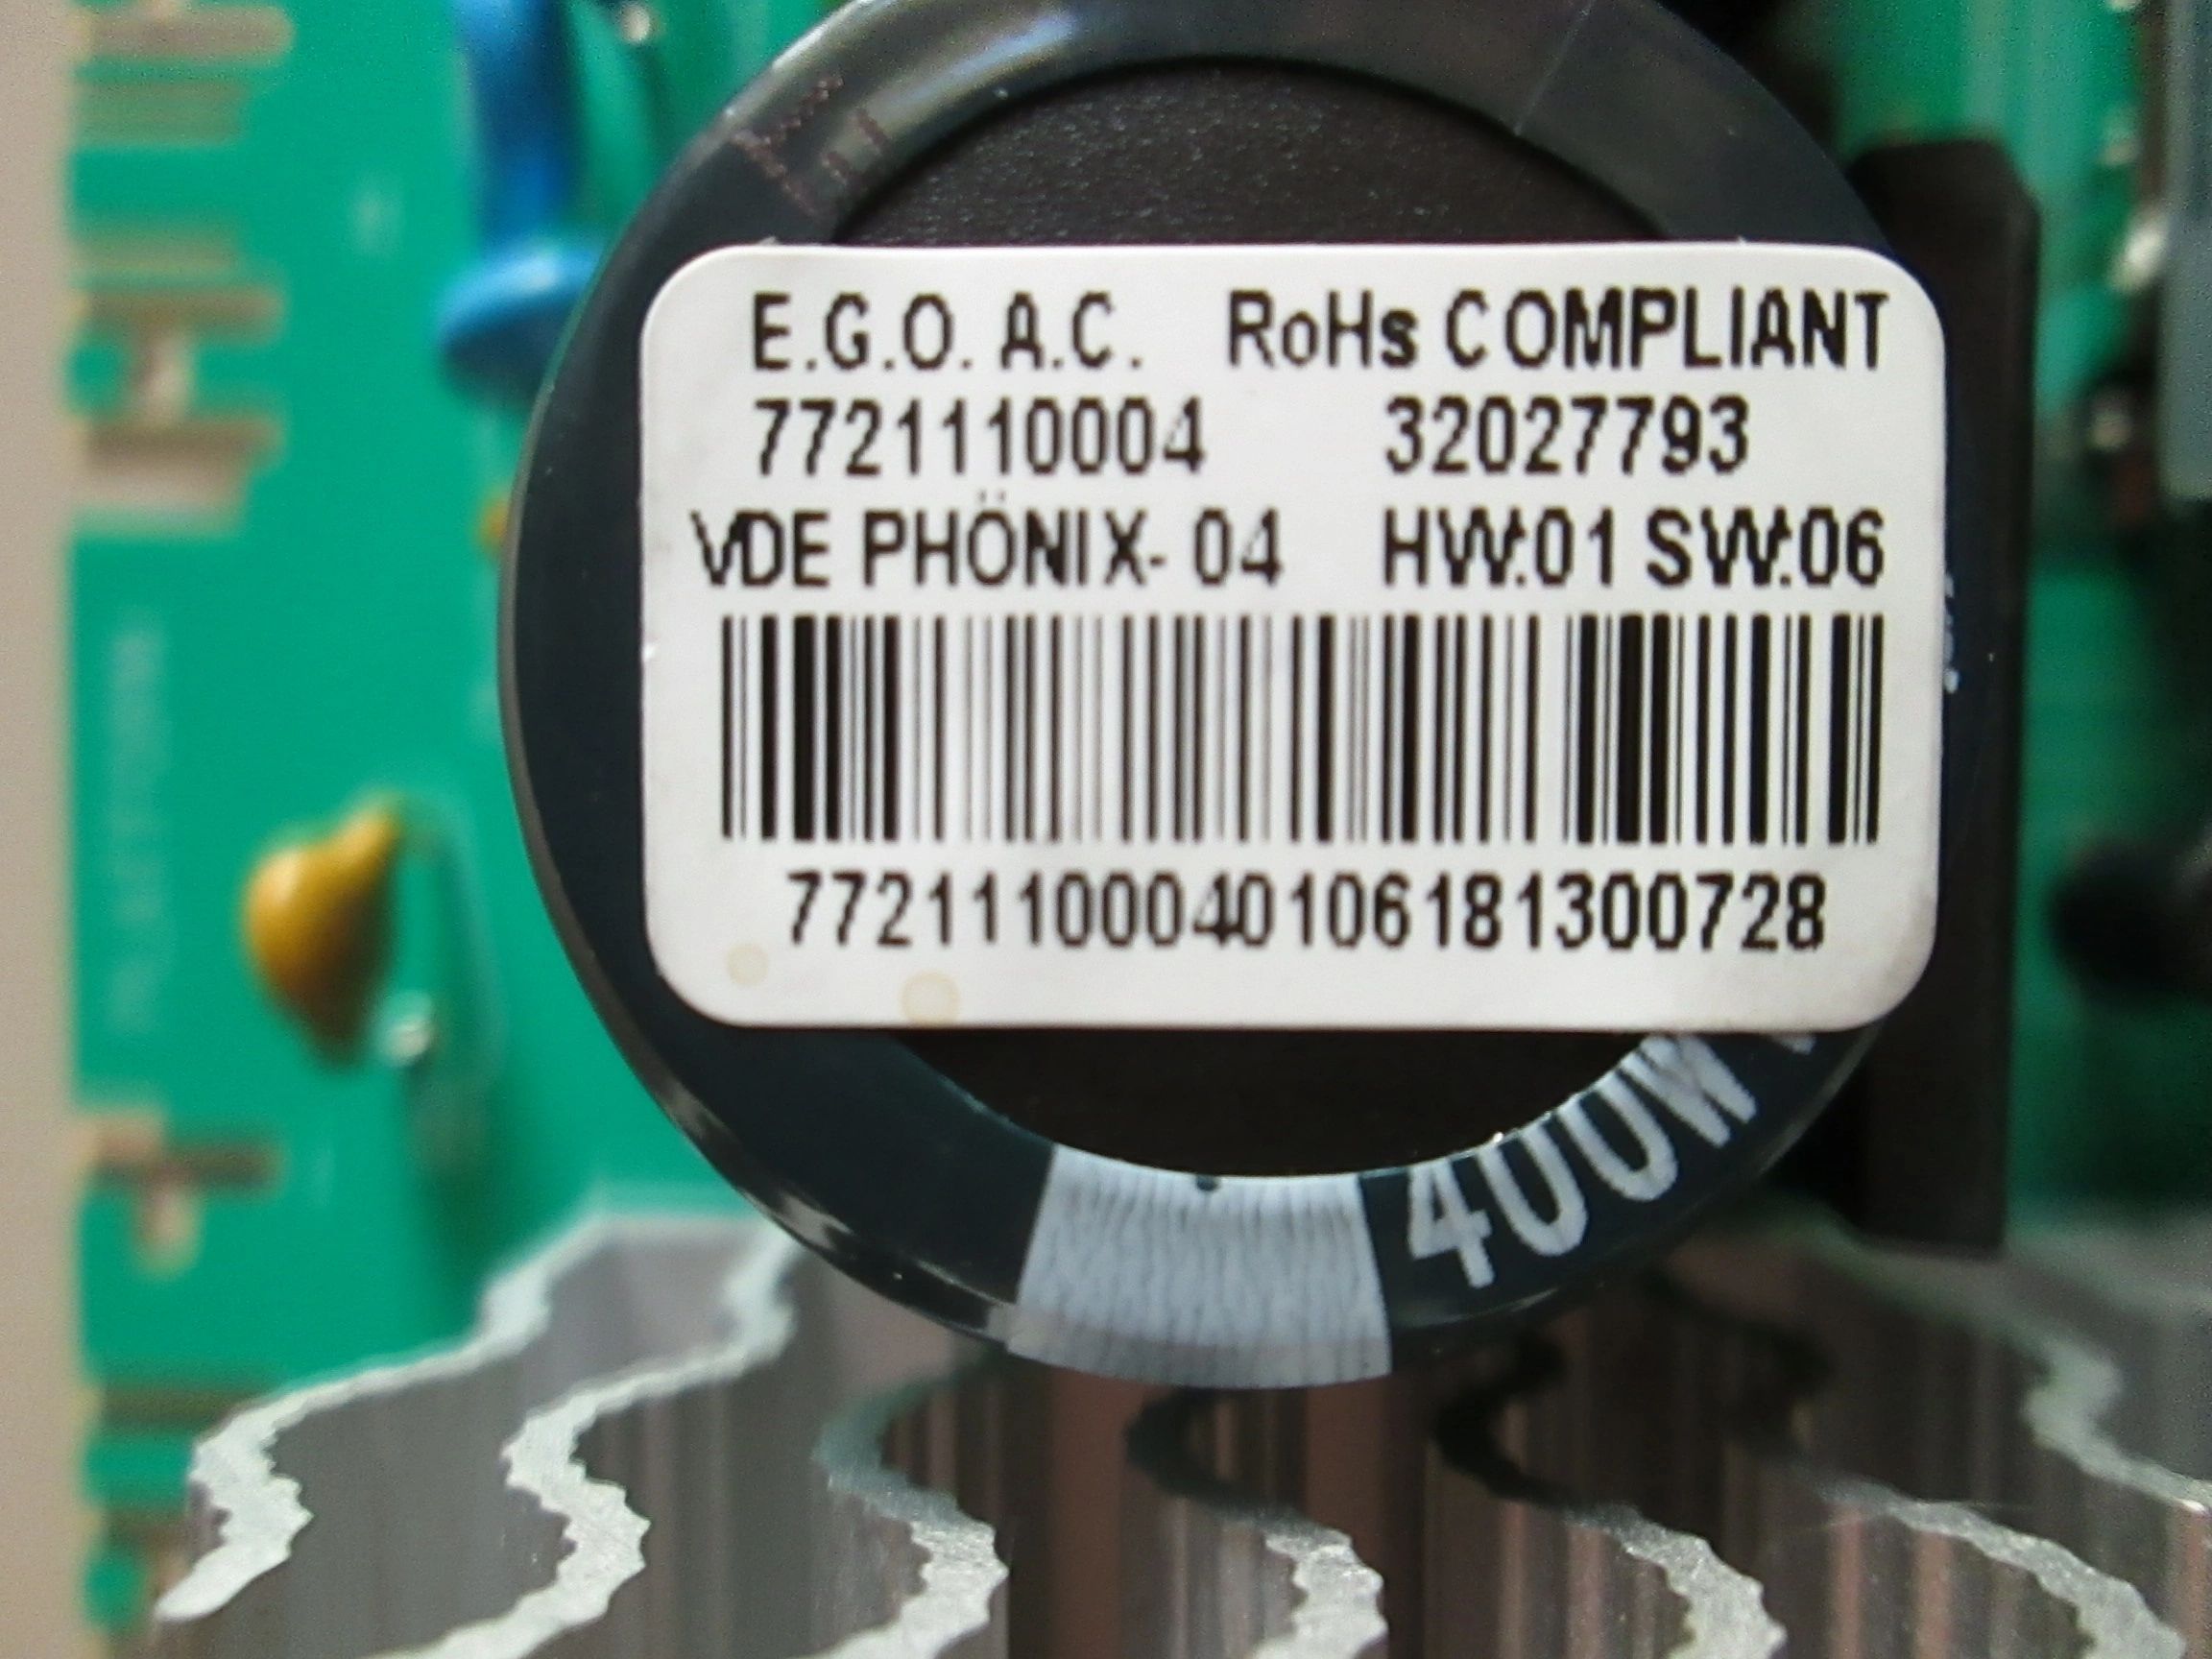 E.G.O. A.C. RoHs COMPLIANT
7721110004 32027793
VDE PHÖNIX- 04 HW:01 SW:06
77211100040106181300728
400W